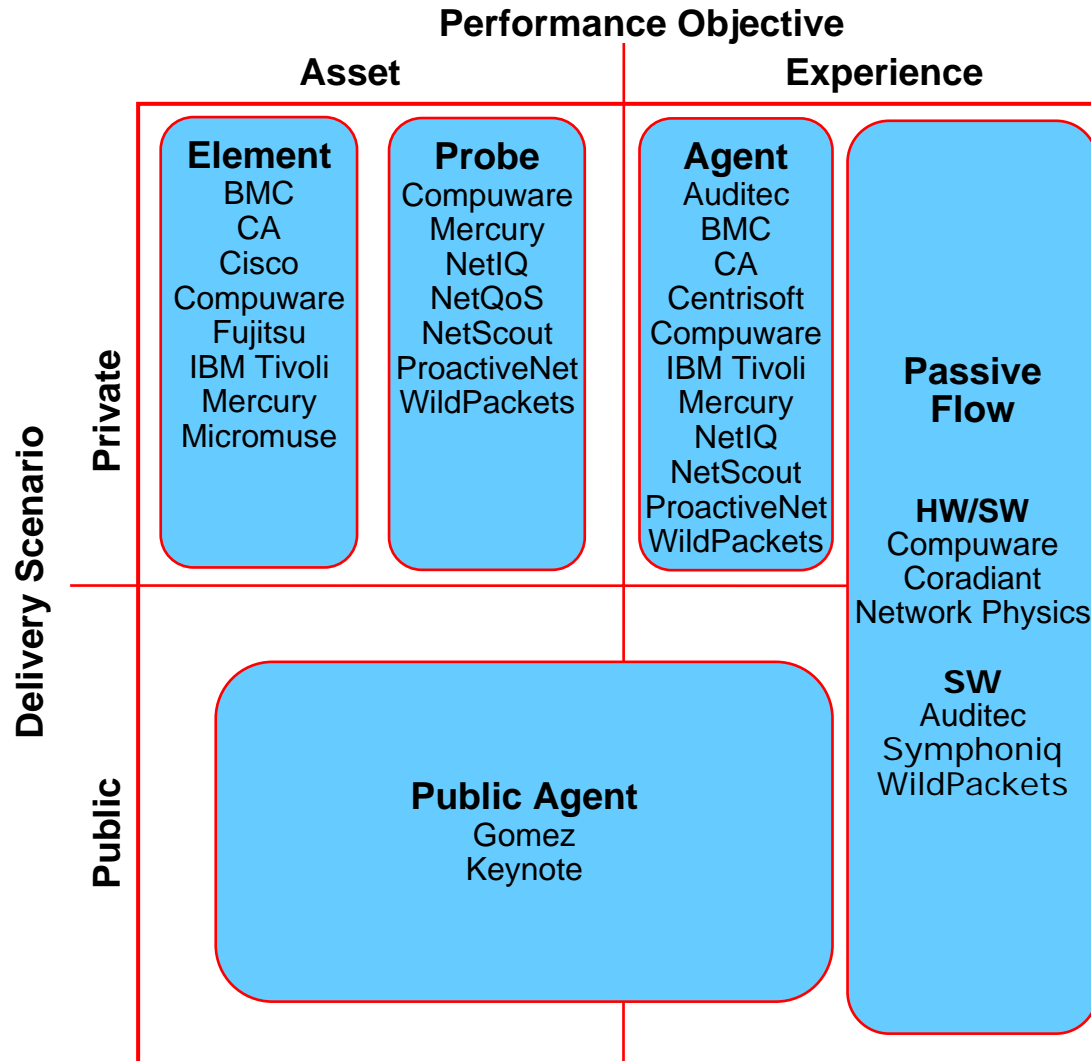 Performance Objective
Asset
Experience
Delivery Scenario
Private
Element
BMC
CA
Cisco
Compuware
Fujitsu
IBM Tivoli
Mercury
Micromuse
Probe
Compuware
Mercury
NetIQ
NetQoS
NetScout
ProactiveNet
WildPackets
Agent
Auditec
BMC
CA
Centrisoft
Compuware
IBM Tivoli
Mercury
NetIQ
NetScout
ProactiveNet
WildPackets
Passive
Flow
HW/SW
Compuware
Coradiant
Network Physics
SW
Auditec
Symphoniq
WildPackets
Public
Public Agent
Gomez
Keynote